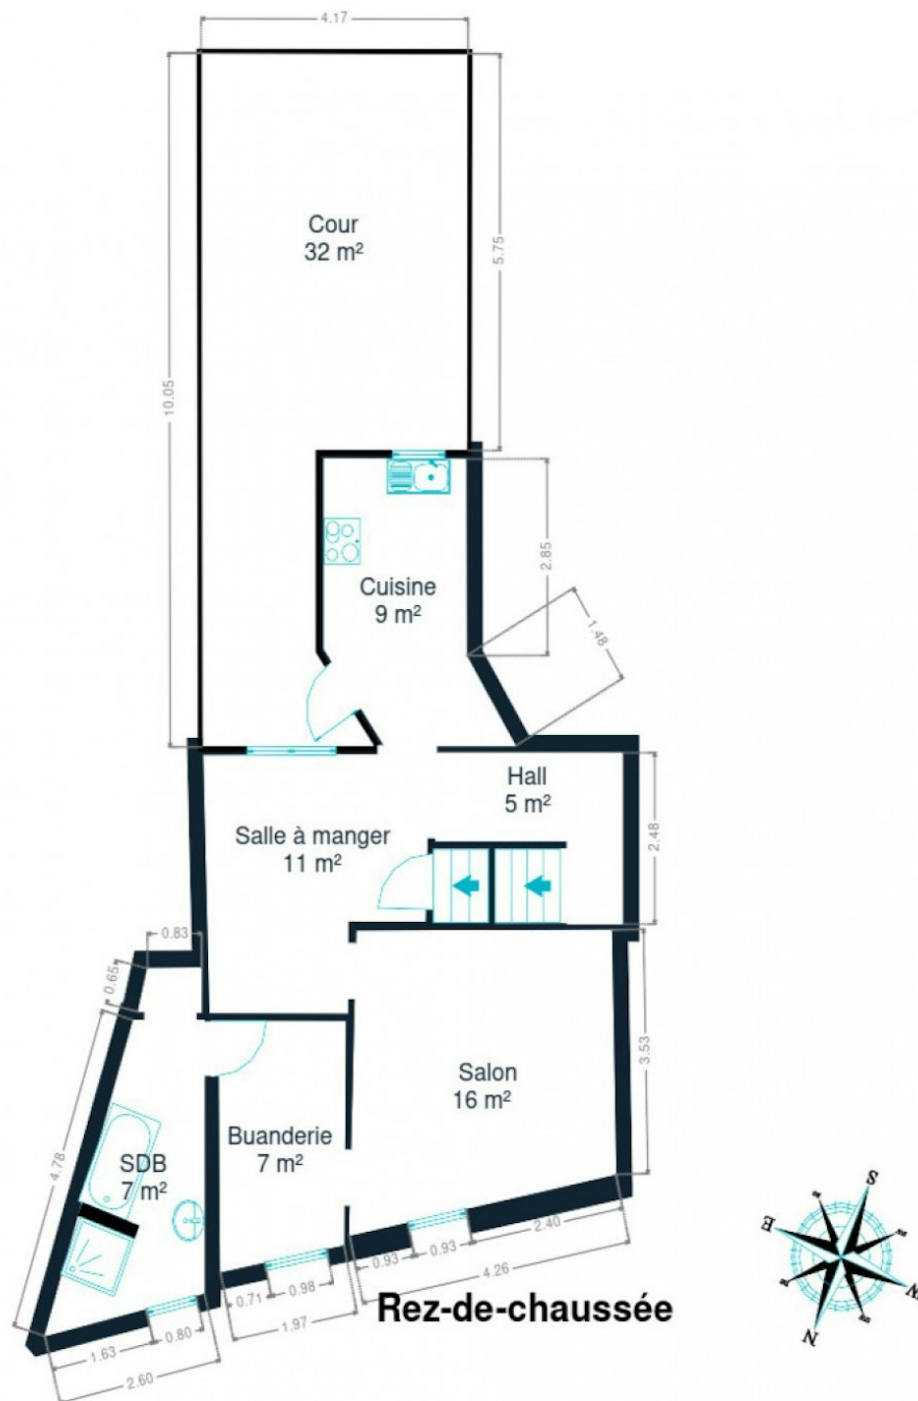 4.17
10.05
5.75
Cour
32 m²
Cuisine
9 m²
2.85
1.48
Hall
5 m²
2.48
Salle à manger
11 m²
0.83
0.65
4.78
3.53
Salon
16 m²
Buanderie
7 m²
SDB
7 m²
0.93
0.93
2.40
4.26
0.71
0.98
1.97
1.63
0.80
2.60
Rez-de-chaussée
S
E
W
N